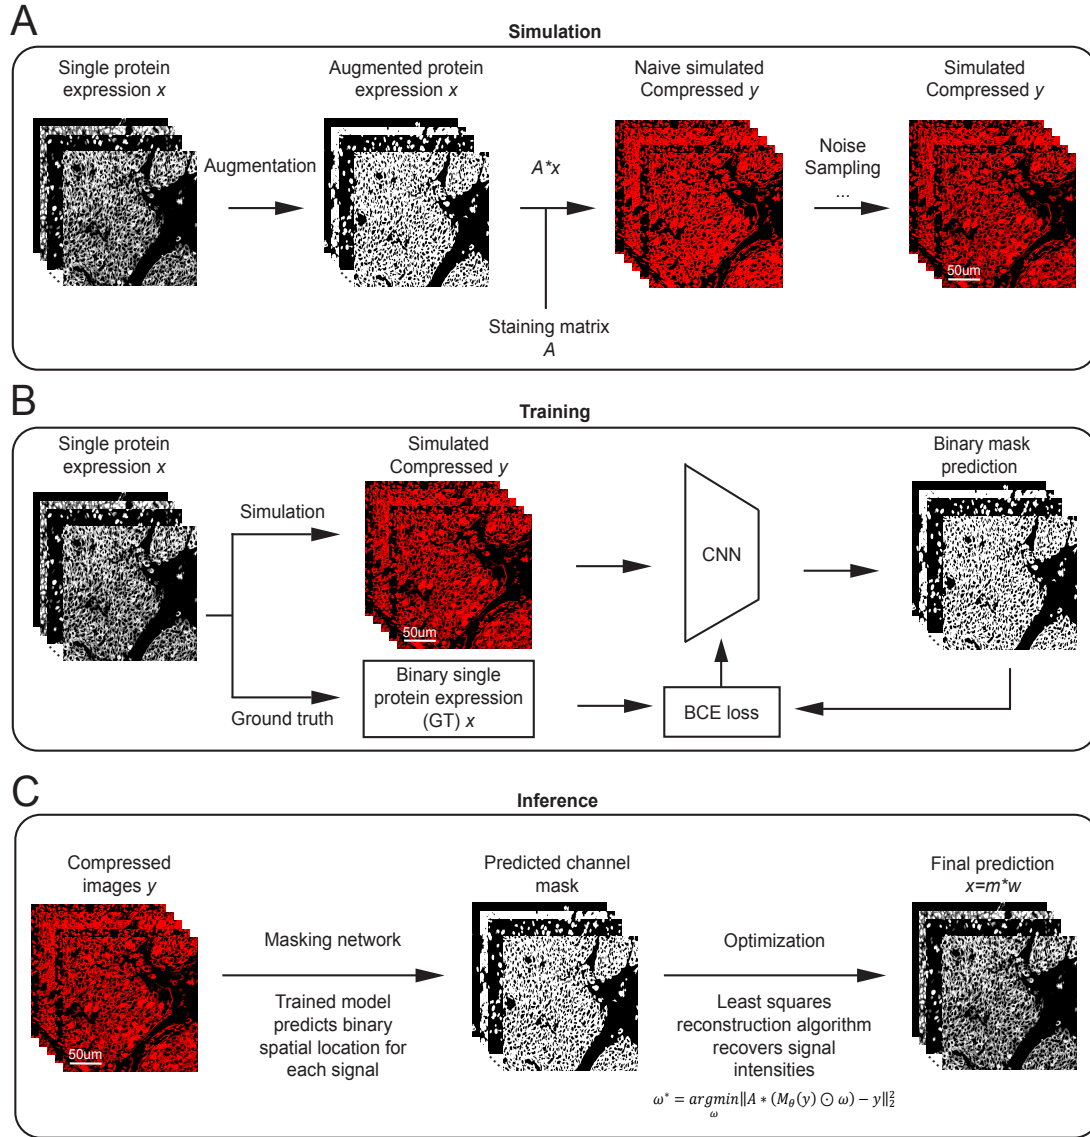 A
Simulation
Single protein
expression x
Augmented protein
expression x
Naive simulated
Compressed y
Simulated
Compressed y
Augmentation
A*x
Noise
Sampling
...
50um
Staining matrix
A
B
Training
Single protein
expression x
Simulated
Compressed y
Binary mask
prediction
Simulation
CNN
50um
Ground truth
Binary single
protein expression
(GT) x
BCE loss
C
Inference
Compressed
images y
Predicted channel
mask
Final prediction
x=m*w
Masking network
Optimization
Trained model
predicts binary
spatial location for
each signal
Least squares
reconstruction algorithm
recovers signal
intensities
50um
ω* = argmin‖A * (M_θ(y) ⊙ ω) − y‖₂²
ω